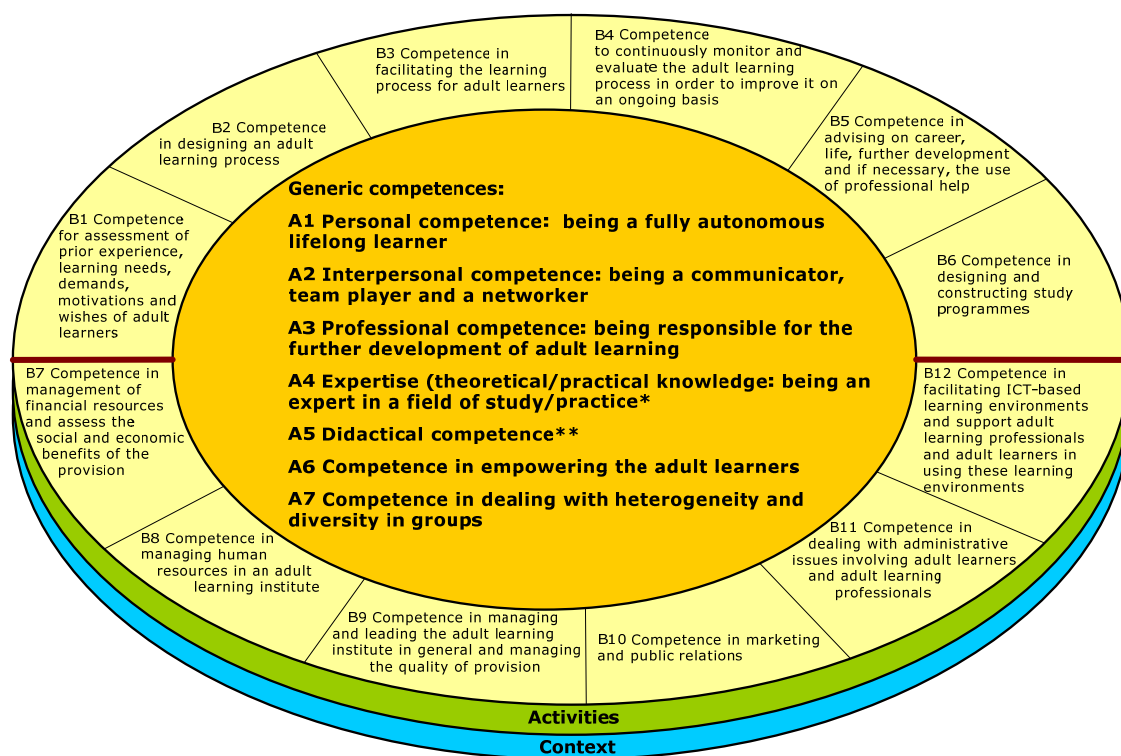 B4 Competence
to continuously monitor and
evaluate the adult learning
process in order to improve it on
an ongoing basis
B3 Competence in
facilitating the learning
process for adult learners
B2 Competence
in designing an adult
learning process
B5 Competence in
advising on career,
life, further development
and if necessary, the use
of professional help
B1 Competence
for assessment of
prior experience,
learning needs,
demands,
motivations and
wishes of adult
learners
B6 Competence in
designing and
constructing study
programmes
Generic competences:
A1 Personal competence: being a fully autonomous
lifelong learner
A2 Interpersonal competence: being a communicator,
team player and a networker
A3 Professional competence: being responsible for the
further development of adult learning
A4 Expertise (theoretical/practical knowledge: being an
expert in a field of study/practice*
A5 Didactical competence**
A6 Competence in empowering the adult learners
A7 Competence in dealing with heterogeneity and
diversity in groups
B7 Competence in
management of
financial resources
and assess the
social and economic
benefits of the
provision
B12 Competence in
facilitating ICT-based
learning environments
and support adult
learning professionals
and adult learners in
using these learning
environments
B8 Competence in
managing human
resources in an adult
learning institute
B11 Competence in
dealing with administrative
issues involving adult learners
and adult learning
professionals
B9 Competence in managing
and leading the adult learning
institute in general and managing
the quality of provision
B10 Competence in marketing
and public relations
Activities
Context